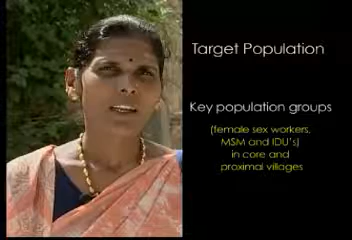 Target Population
Key population groups
(female sex workers,
MSM and IDU's)
in core and
proximal villages